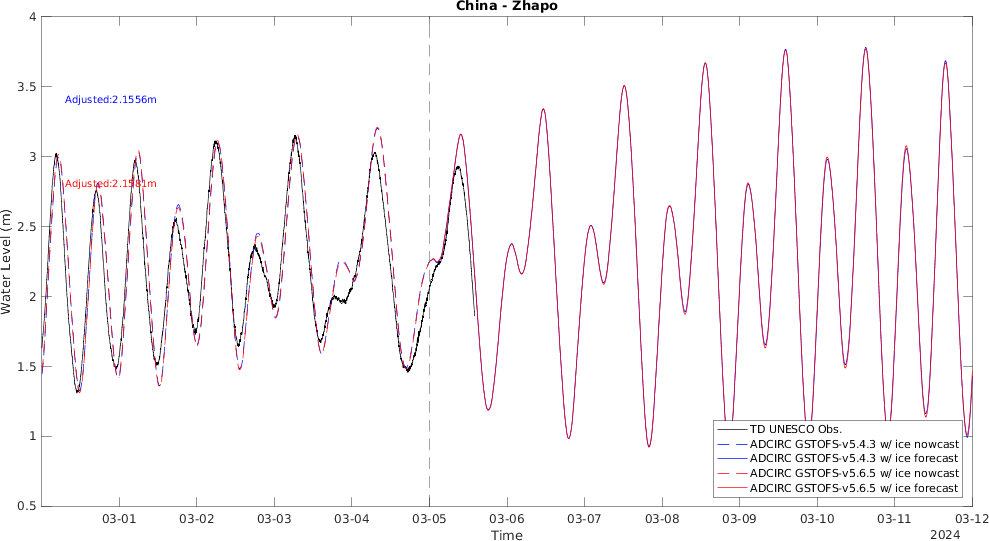 China - Zhapo
4
3.5
3
2.5
2
1.5
1
0.5
Water Level (m)
Adjusted:2.1556m
Adjusted:2.1581m
TD UNESCO Obs.
ADCIRC GSTOFS-v5.4.3 w/ ice nowcast
ADCIRC GSTOFS-v5.4.3 w/ ice forecast
ADCIRC GSTOFS-v5.6.5 w/ ice nowcast
ADCIRC GSTOFS-v5.6.5 w/ ice forecast
03-01 03-02 03-03 03-04 03-05 03-06 03-07 03-08 03-09 03-10 03-11 03-12
Time
2024